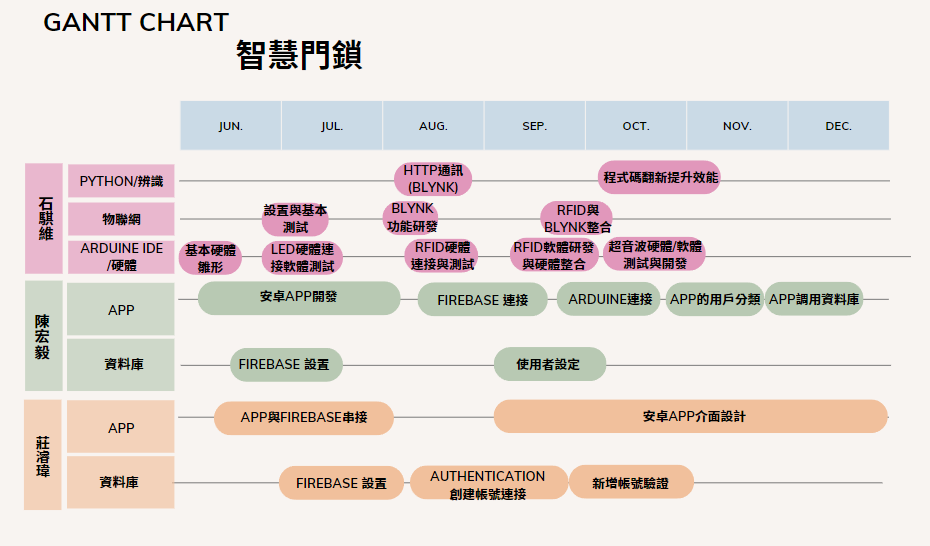 GANTT CHART
智慧門鎖
JUN.
JUL.
AUG.
SEP.
OCT.
NOV.
DEC.
石騏維
PYTHON/辨識
HTTP通訊
(BLYNK)
程式碼翻新提升效能
物聯網
設置與基本
測試
BLYNK
功能研發
RFID與
BLYNK整合
ARDUINE IDE
/硬體
基本硬體
雛形
LED硬體連
接軟體測試
RFID硬體
連接與測試
RFID軟體研發
與硬體整合
超音波硬體/軟體
測試與開發
陳宏毅
APP
安卓APP開發
FIREBASE 連接
ARDUINE連接
APP的用戶分類
APP調用資料庫
資料庫
FIREBASE 設置
使用者設定
莊濬瑋
APP
APP與FIREBASE串接
安卓APP介面設計
資料庫
FIREBASE 設置
AUTHENTICATION
創建帳號連接
新增帳號驗證